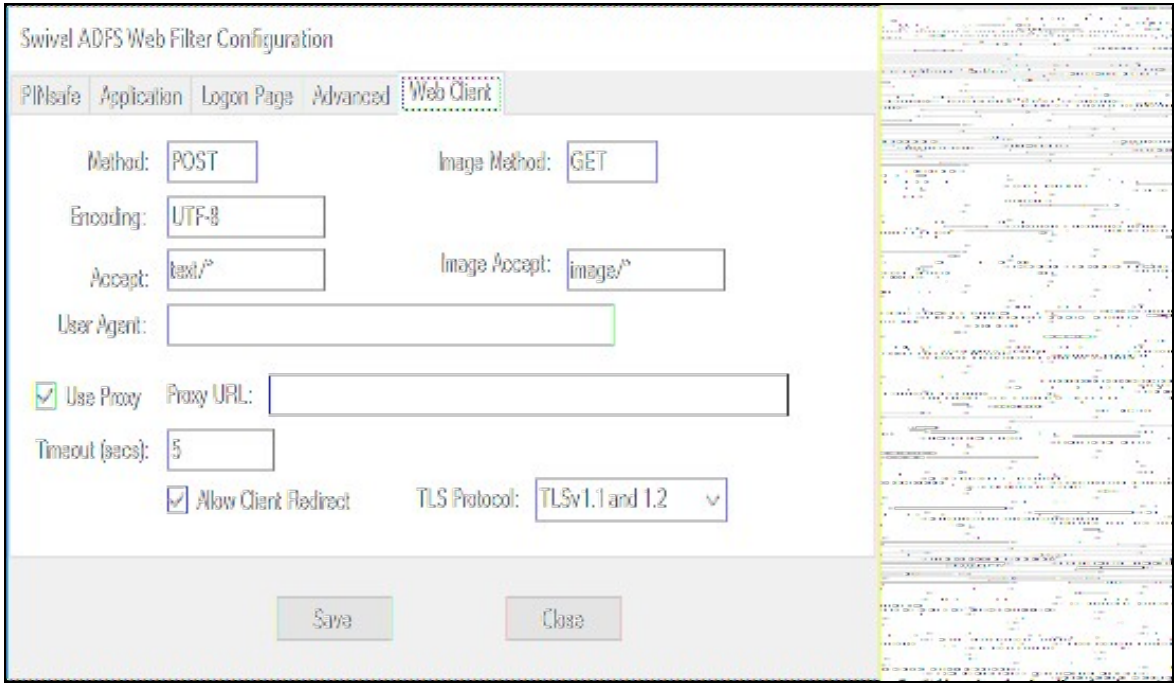 Swivel ADFS Web Filter Configuration
PINsafe Application Logon Page Advanced Web Client
Method: POST Image Method: GET
Encoding: UTF-8
Accept: text/* Image Accept: image/*
User Agent:
Use Proxy Proxy URL:
Timeout (secs): 5
Allow Client Redirect TLS Protocol: TLSv1.1 and 1.2
Save Close